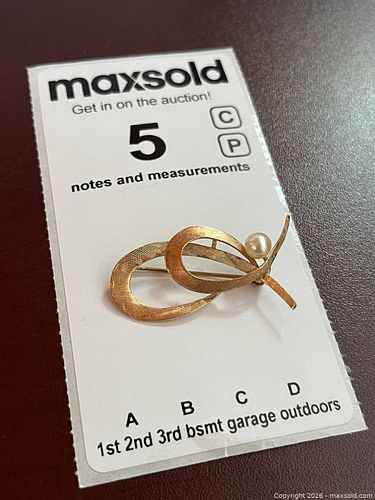 maxsold
Get in on the auction!
5
C
P
notes and measurements
A B C D
1st 2nd 3rd bsmt garage outdoors
Copyright 2026 - maxsold.com